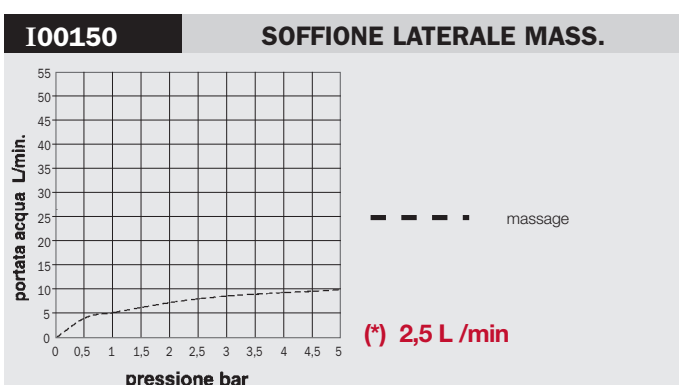 I00150
SOFFIONE LATERALE MASS.
portata acqua L/min.
55
50
45
40
35
30
25
20
15
10
5
0
0 0,5 1 1,5 2 2,5 3 3,5 4 4,5 5
pressione bar
massage
(*) 2,5 L /min